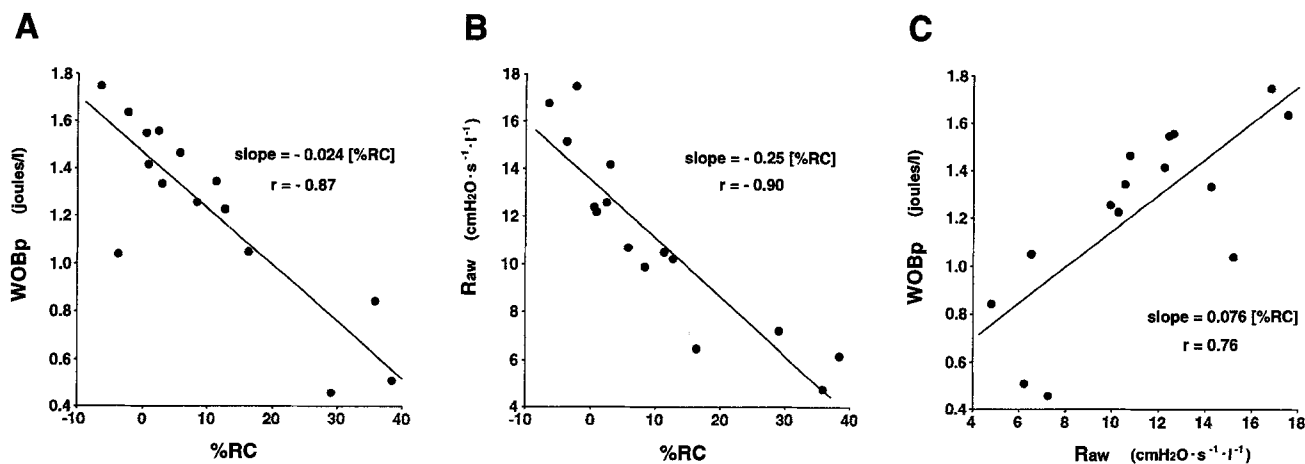 A
WOBp (joules/l)
1.8
1.6
1.4
1.2
1.0
0.8
0.6
0.4
slope = - 0.024 [%RC]
r = - 0.87
-10 0 10 20 30 40
%RC
B
Raw (cmH₂O · s⁻¹ · l⁻¹)
18
16
14
12
10
8
6
4
slope = - 0.25 [%RC]
r = - 0.90
-10 0 10 20 30 40
%RC
C
WOBp (joules/l)
1.8
1.6
1.4
1.2
1.0
0.8
0.6
0.4
slope = 0.076 [%RC]
r = 0.76
4 6 8 10 12 14 16 18
Raw (cmH₂O · s⁻¹ · l⁻¹)